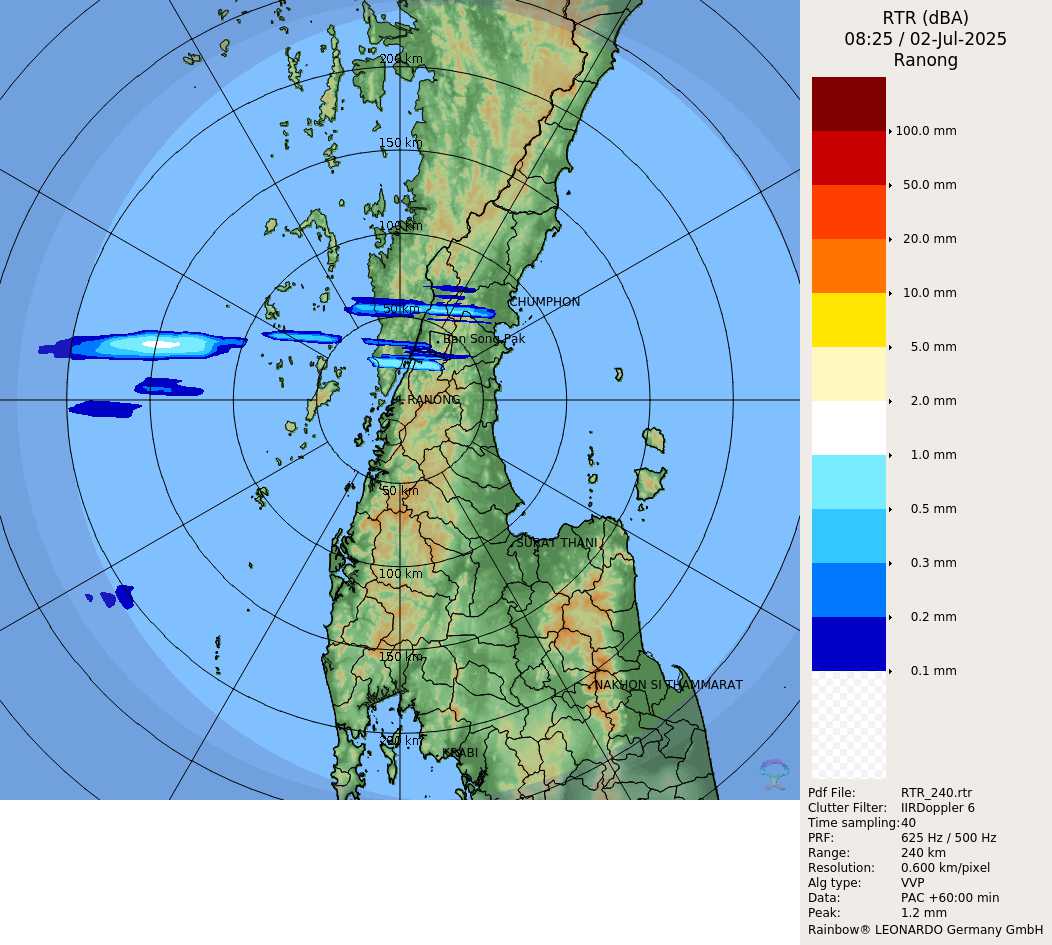 RTR (dBA)
08:25 / 02-Jul-2025
Ranong
100.0 mm
50.0 mm
20.0 mm
10.0 mm
5.0 mm
2.0 mm
1.0 mm
0.5 mm
0.3 mm
0.2 mm
0.1 mm
Pdf File: RTR_240.rtr
Clutter Filter: IIRDoppler 6
Time sampling:40
PRF: 625 Hz / 500 Hz
Range: 240 km
Resolution: 0.600 km/pixel
Alg type: VVP
Data: PAC +60:00 min
Peak: 1.2 mm
Rainbow® LEONARDO Germany GmbH
200 km
150 km
100 km
50 km
CHUMPHON
Ban Song Pak
RANONG
50 km
SURAT THANI
100 km
150 km
NAKHON SI THAMMARAT
200 km
KRABI